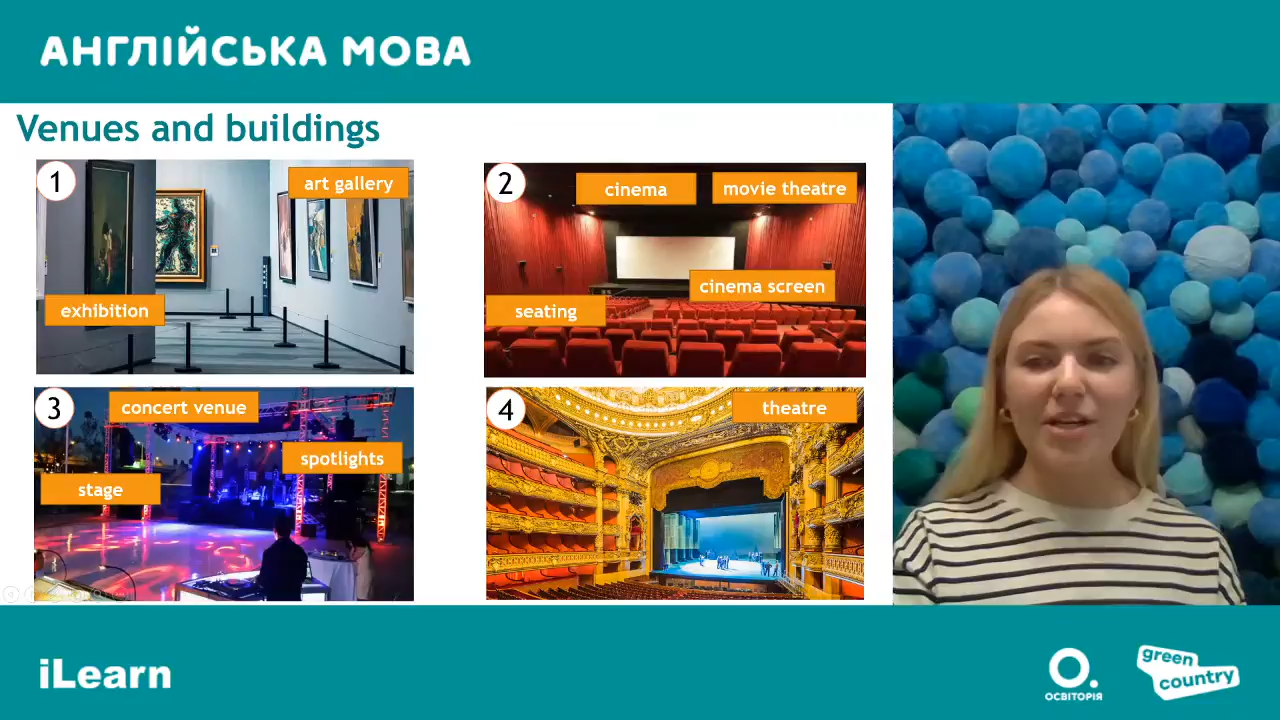 АНГЛІЙСЬКА МОВА
Venues and buildings
1
art gallery
exhibition
2
cinema
movie theatre
cinema screen
seating
3
concert venue
spotlights
stage
4
theatre
iLearn
О.
ОСВІТОРІЯ
green
country